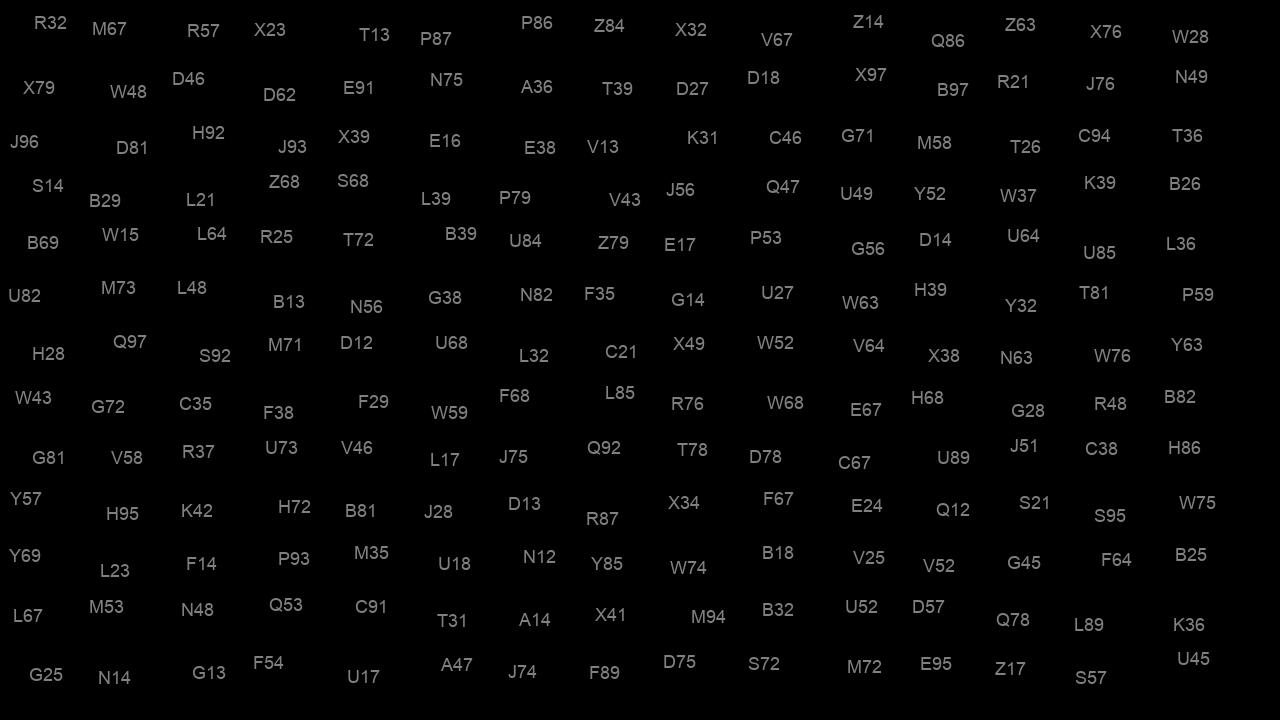 R32 M67 R57 X23 T13 P87 P86 Z84 X32 V67 Z14 Q86 Z63 X76 W28
X79 W48 D46 D62 E91 N75 A36 T39 D27 D18 X97 B97 R21 J76 N49
J96 D81 H92 J93 X39 E16 E38 V13 K31 C46 G71 M58 T26 C94 T36
S14 B29 L21 Z68 S68 L39 P79 V43 J56 Q47 U49 Y52 W37 K39 B26
B69 W15 L64 R25 T72 B39 U84 Z79 E17 P53 G56 D14 U64 U85 L36
U82 M73 L48 B13 N56 G38 N82 F35 G14 U27 W63 H39 Y32 T81 P59
H28 Q97 S92 M71 D12 U68 L32 C21 X49 W52 V64 X38 N63 W76 Y63
W43 G72 C35 F38 F29 W59 F68 L85 R76 W68 E67 H68 G28 R48 B82
G81 V58 R37 U73 V46 L17 J75 Q92 T78 D78 C67 U89 J51 C38 H86
Y57 H95 K42 H72 B81 J28 D13 R87 X34 F67 E24 Q12 S21 S95 W75
Y69 L23 F14 P93 M35 U18 N12 Y85 W74 B18 V25 V52 G45 F64 B25
L67 M53 N48 Q53 C91 T31 A14 X41 M94 B32 U52 D57 Q78 L89 K36
G25 N14 G13 F54 U17 A47 J74 F89 D75 S72 M72 E95 Z17 S57 U45